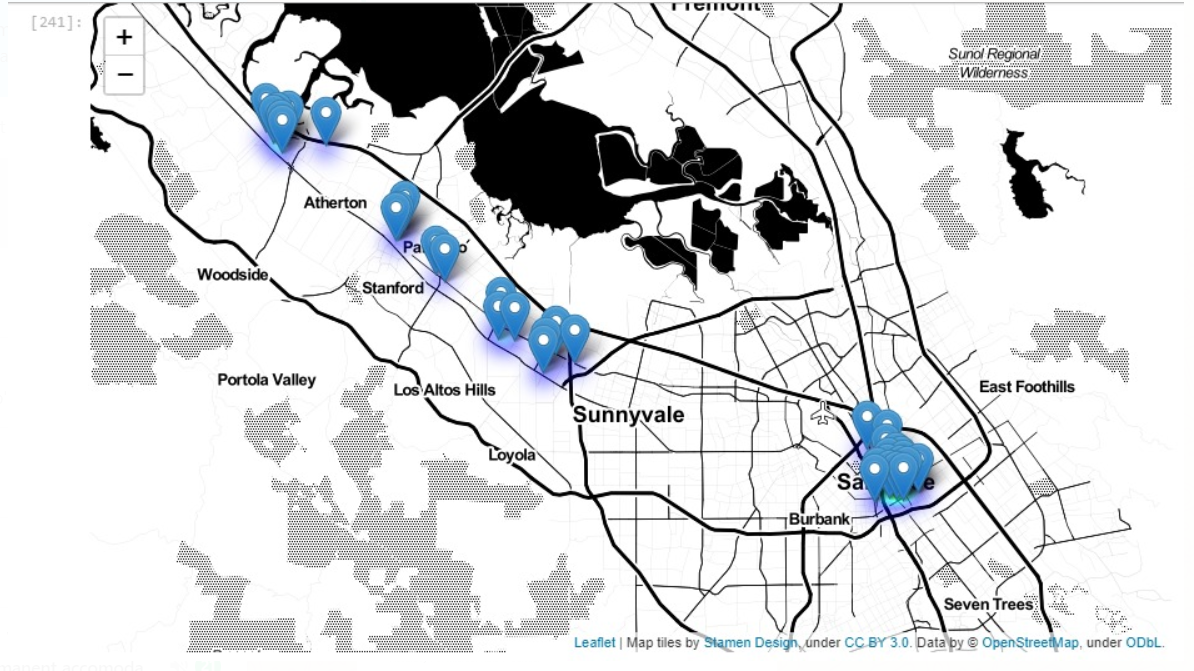 [241]:
+
−
Fremont
Sunol Regional
Wilderness
Atherton
Woodside
Stanford
Portola Valley
Los Altos Hills
East Foothills
Sunnyvale
Loyola
Burbank
Seven Trees
Leaflet | Map tiles by Stamen Design, under CC BY 3.0. Data by © OpenStreetMap, under ODbL.